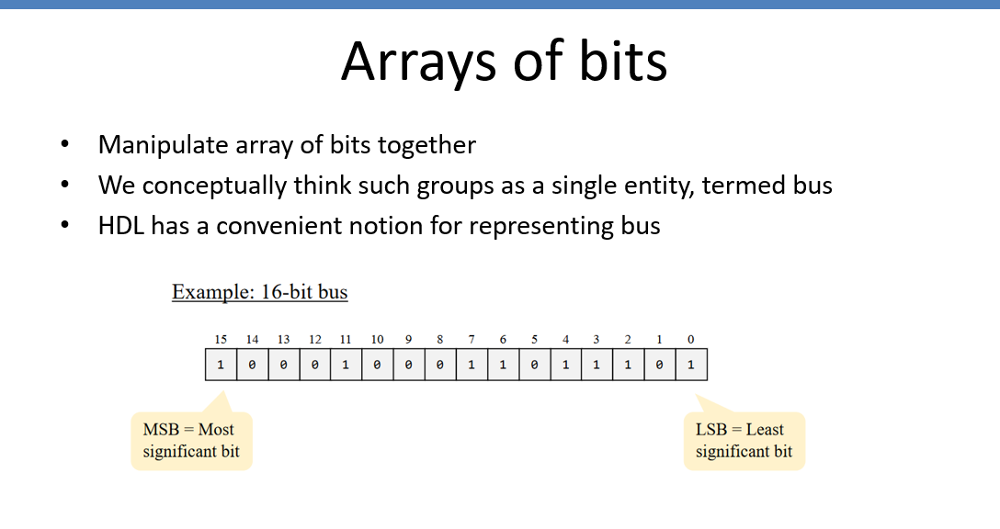 Arrays of bits
• Manipulate array of bits together
• We conceptually think such groups as a single entity, termed bus
• HDL has a convenient notion for representing bus
Example: 16-bit bus
15 14 13 12 11 10 9 8 7 6 5 4 3 2 1 0
1 0 0 0 1 0 0 0 1 1 0 1 1 1 0 1
MSB = Most
significant bit
LSB = Least
significant bit